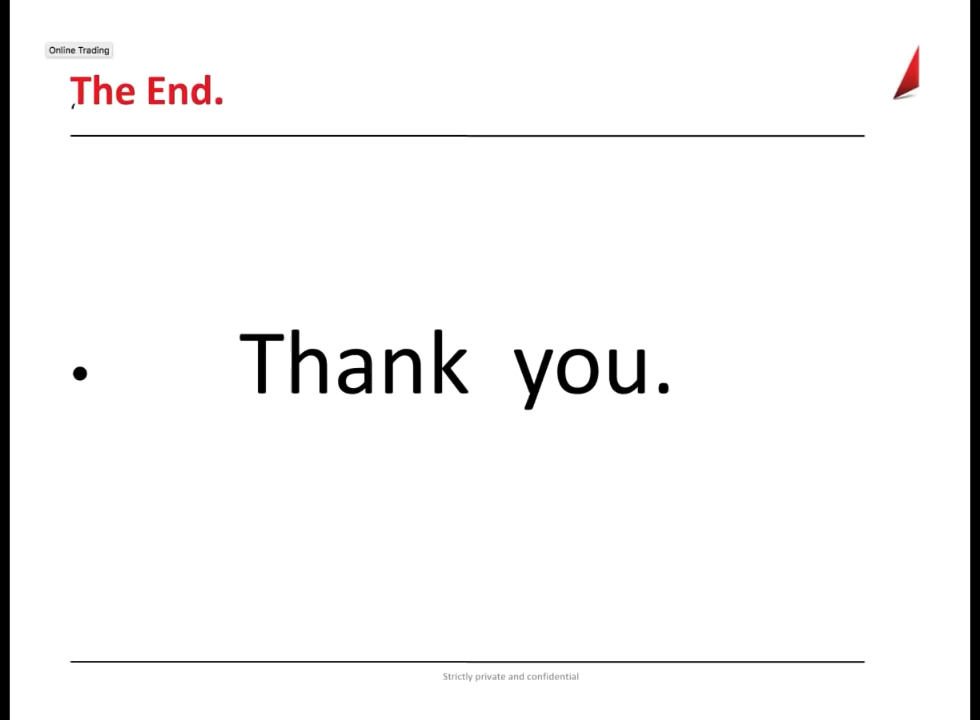 Online Trading
The End.
,
• Thank you.
Strictly private and confidential